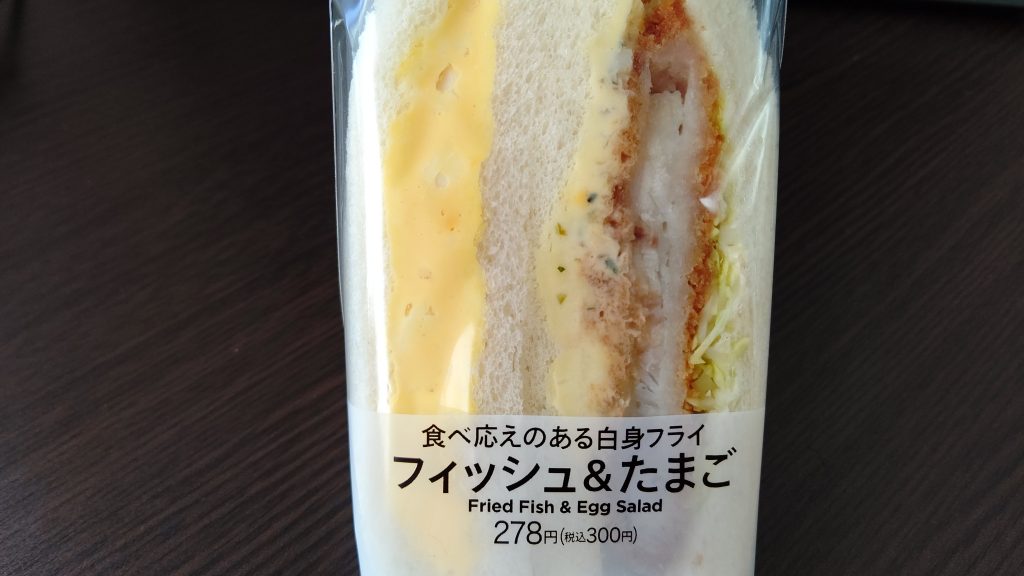 食べ応えのある白身フライ
フィッシュ&たまご
Fried Fish & Egg Salad
278円(税込300円)